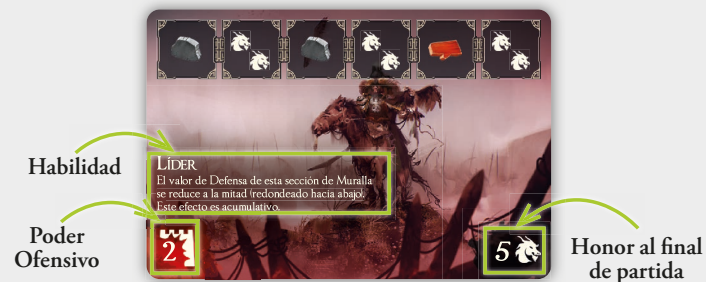 Habilidad
LÍDER
El valor de Defensa de esta sección de Muralla
se reduce a la mitad (redondeado hacia abajo).
Este efecto es acumulativo.
Poder
Ofensivo
2
5
Honor al final
de partida